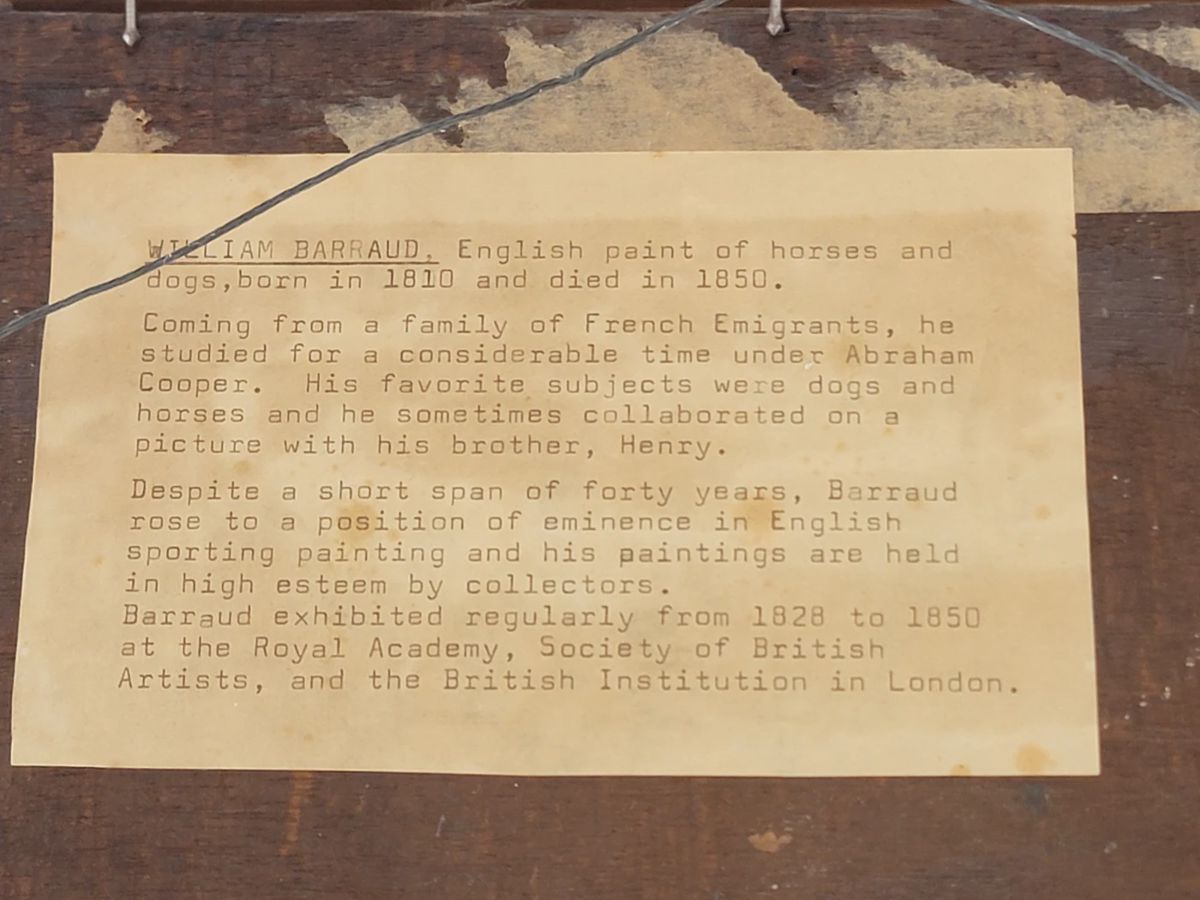 WILLIAM BARRAUD, English paint of horses and
dogs,born in 1810 and died in 1850.
Coming from a family of French Emigrants, he
studied for a considerable time under Abraham
Cooper. His favorite subjects were dogs and
horses and he sometimes collaborated on a
picture with his brother, Henry.
Despite a short span of forty years, Barraud
rose to a position of eminence in English
sporting painting and his paintings are held
in high esteem by collectors.
Barraud exhibited regularly from 1828 to 1850
at the Royal Academy, Society of British
Artists, and the British Institution in London.